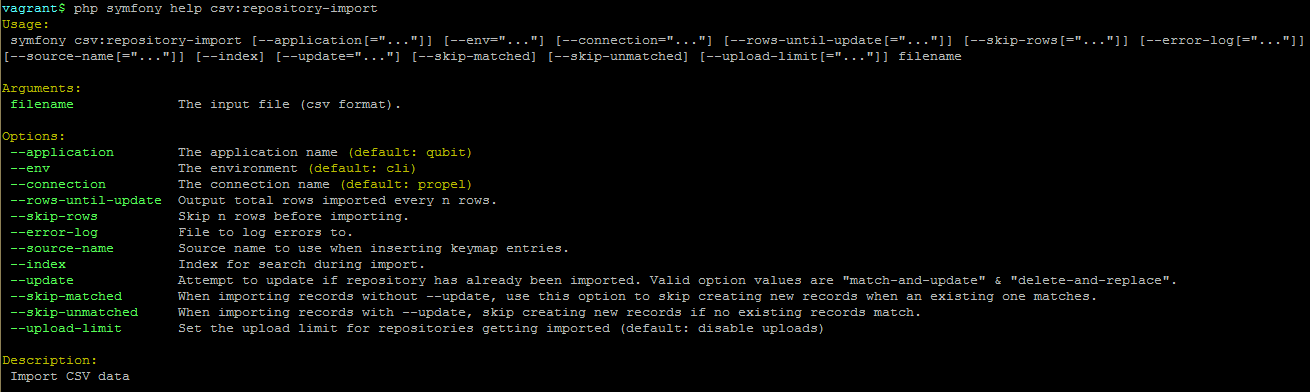 vagrant$ php symfony help csv:repository-import
Usage:
 symfony csv:repository-import [--application[="..."]] [--env="..."] [--connection="..."] [--rows-until-update[="..."]] [--skip-rows[="..."]] [--error-log[="..."]]
[--source-name[="..."]] [--index] [--update="..."] [--skip-matched] [--skip-unmatched] [--upload-limit[="..."]] filename

Arguments:
 filename             The input file (csv format).

Options:
 --application        The application name (default: qubit)
 --env                The environment (default: cli)
 --connection         The connection name (default: propel)
 --rows-until-update  Output total rows imported every n rows.
 --skip-rows          Skip n rows before importing.
 --error-log          File to log errors to.
 --source-name        Source name to use when inserting keymap entries.
 --index              Index for search during import.
 --update             Attempt to update if repository has already been imported. Valid option values are "match-and-update" & "delete-and-replace".
 --skip-matched       When importing records without --update, use this option to skip creating new records when an existing one matches.
 --skip-unmatched     When importing records with --update, skip creating new records if no existing records match.
 --upload-limit       Set the upload limit for repositories getting imported (default: disable uploads)

Description:
 Import CSV data